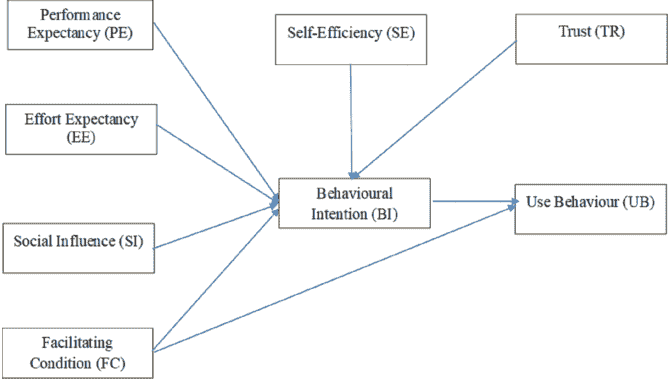 Performance
Expectancy (PE)
Self-Efficiency (SE)
Trust (TR)
Effort Expectancy
(EE)
Behavioural
Intention (BI)
Use Behaviour (UB)
Social Influence (SI)
Facilitating
Condition (FC)